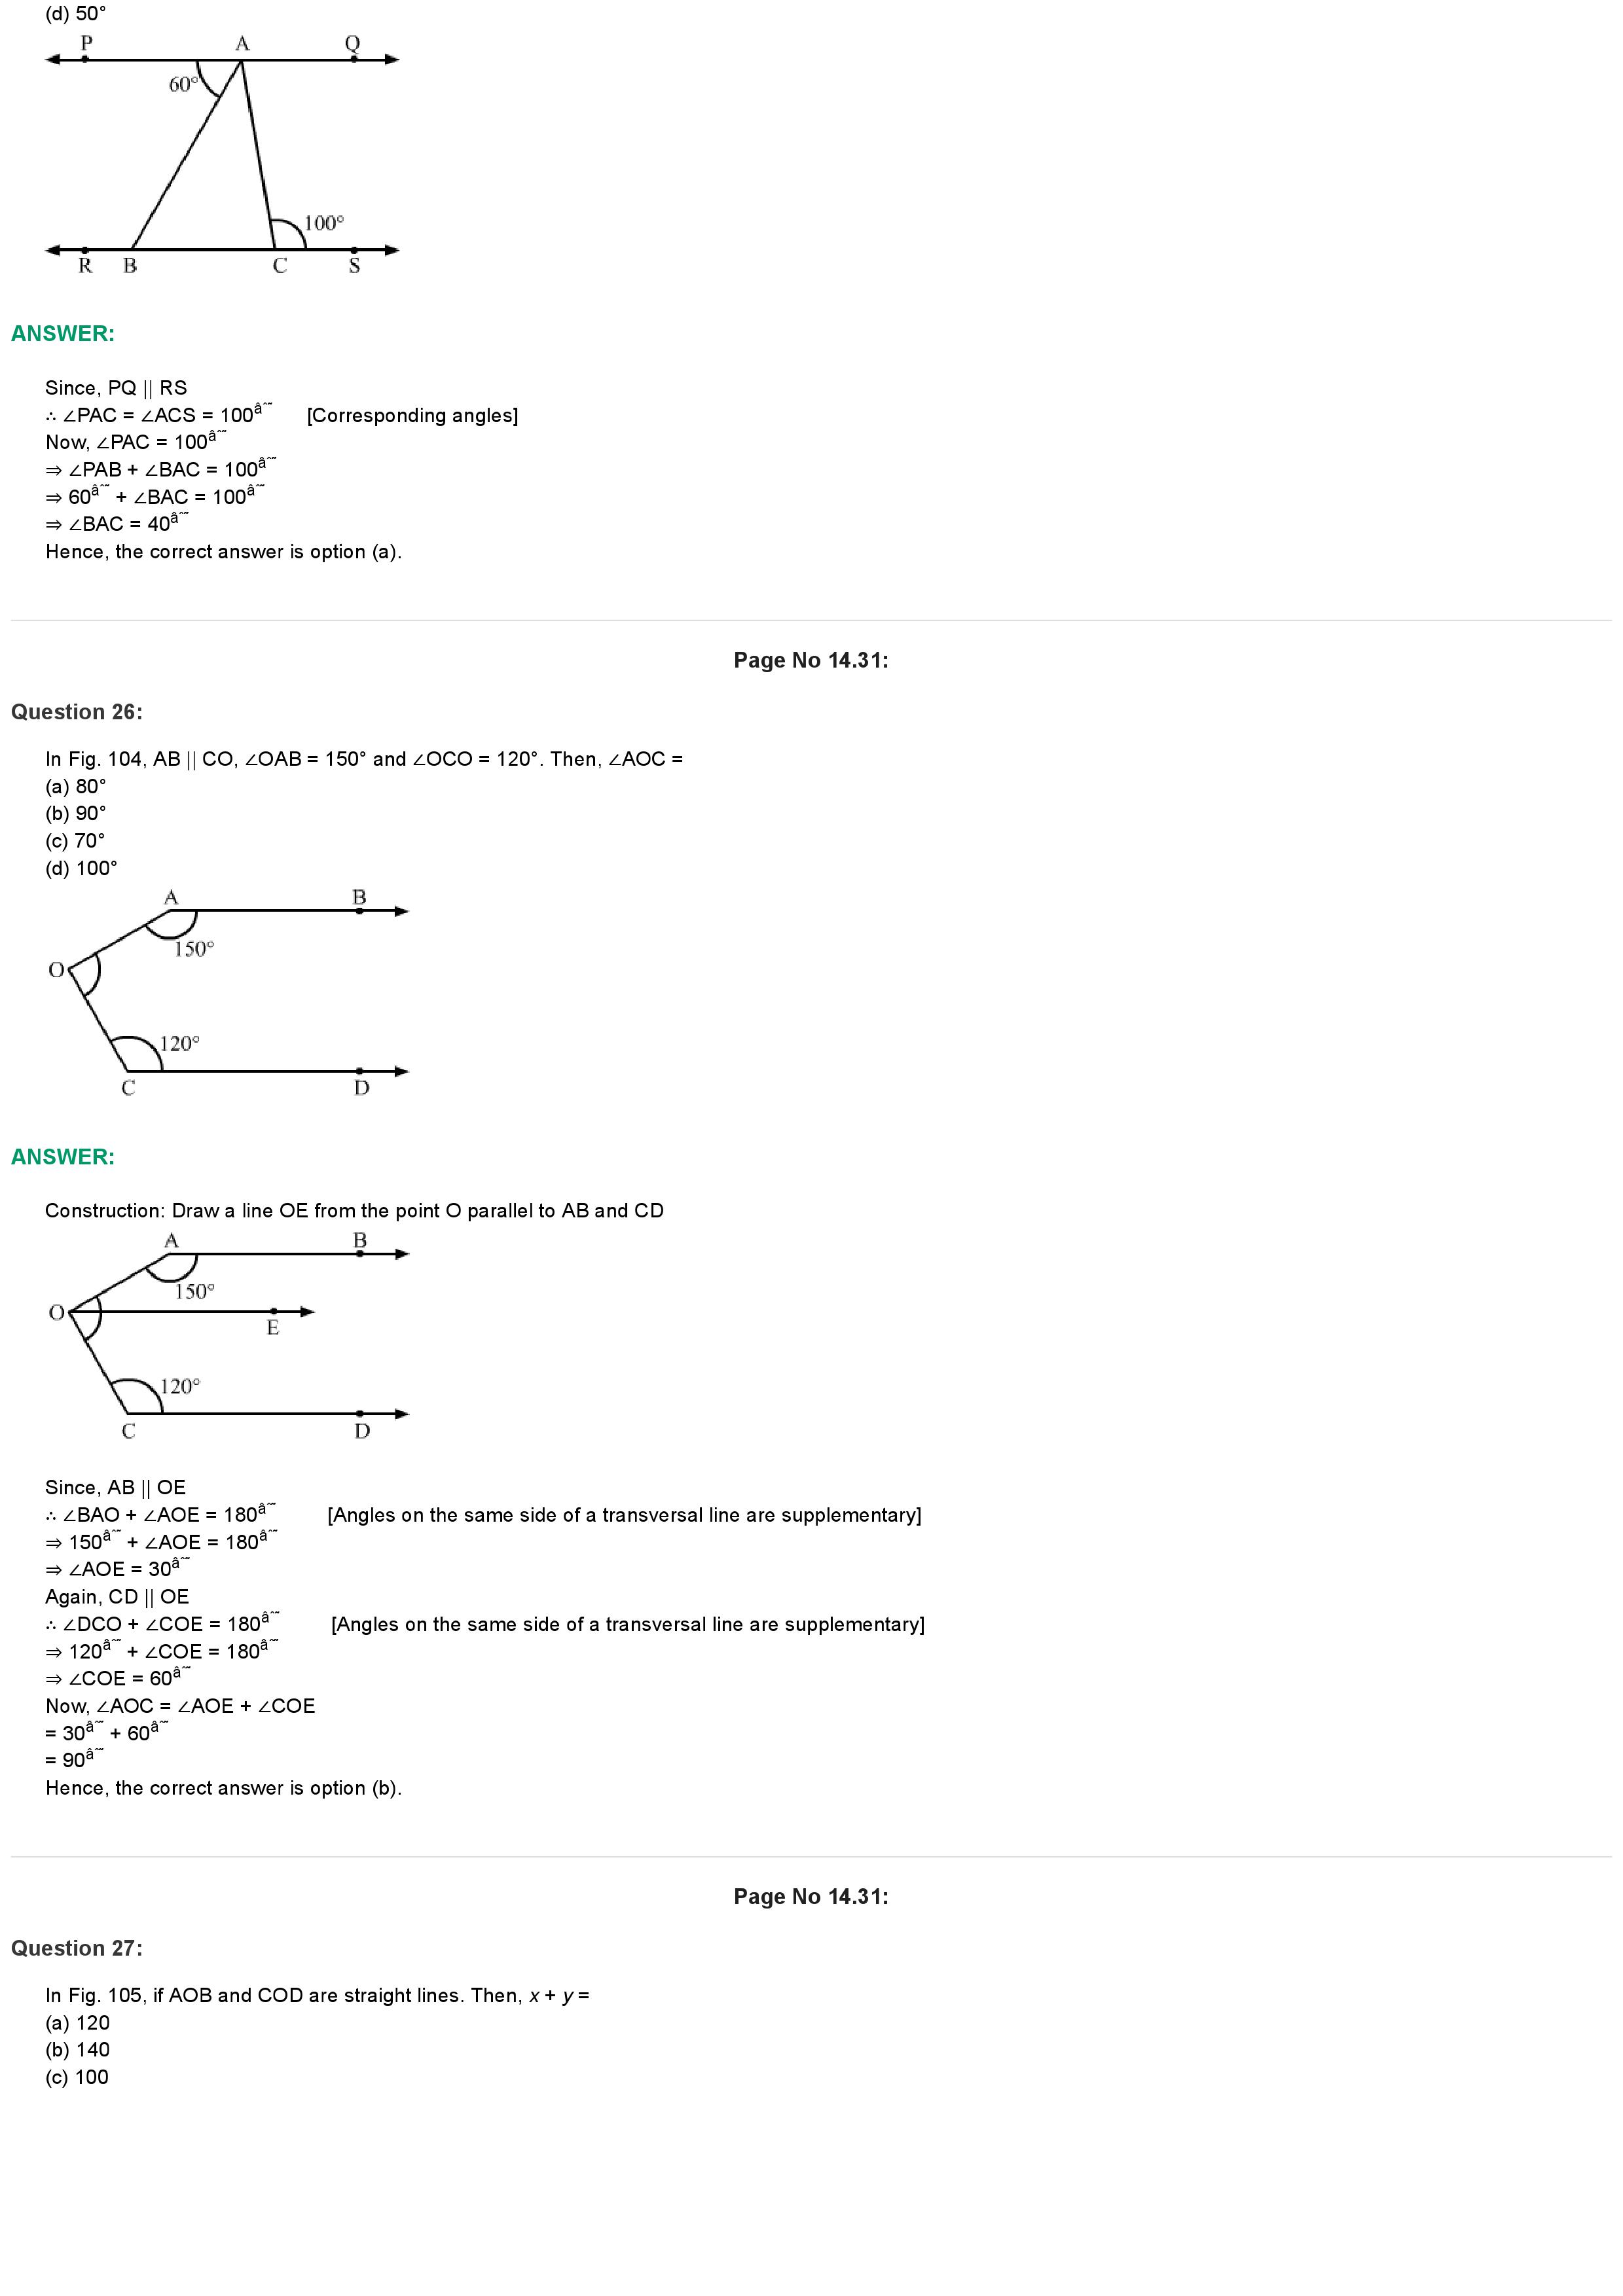 (d) 50°
P A Q
60°
100°
R B C S
ANSWER:
Since, PQ || RS
∴ ∠PAC = ∠ACS = 100â^˜˜ [Corresponding angles]
Now, ∠PAC = 100â^˜˜
⇒ ∠PAB + ∠BAC = 100â^˜˜
⇒ 60â^˜˜ + ∠BAC = 100â^˜˜
⇒ ∠BAC = 40â^˜˜
Hence, the correct answer is option (a).
Page No 14.31:
Question 26:
In Fig. 104, AB || CO, ∠OAB = 150° and ∠OCO = 120°. Then, ∠AOC =
(a) 80°
(b) 90°
(c) 70°
(d) 100°
A B
150°
O
120°
C D
ANSWER:
Construction: Draw a line OE from the point O parallel to AB and CD
A B
150°
O
E
120°
C D
Since, AB || OE
∴ ∠BAO + ∠AOE = 180â^˜˜ [Angles on the same side of a transversal line are supplementary]
⇒ 150â^˜˜ + ∠AOE = 180â^˜˜
⇒ ∠AOE = 30â^˜˜
Again, CD || OE
∴ ∠DCO + ∠COE = 180â^˜˜ [Angles on the same side of a transversal line are supplementary]
⇒ 120â^˜˜ + ∠COE = 180â^˜˜
⇒ ∠COE = 60â^˜˜
Now, ∠AOC = ∠AOE + ∠COE
= 30â^˜˜ + 60â^˜˜
= 90â^˜˜
Hence, the correct answer is option (b).
Page No 14.31:
Question 27:
In Fig. 105, if AOB and COD are straight lines. Then, x + y =
(a) 120
(b) 140
(c) 100